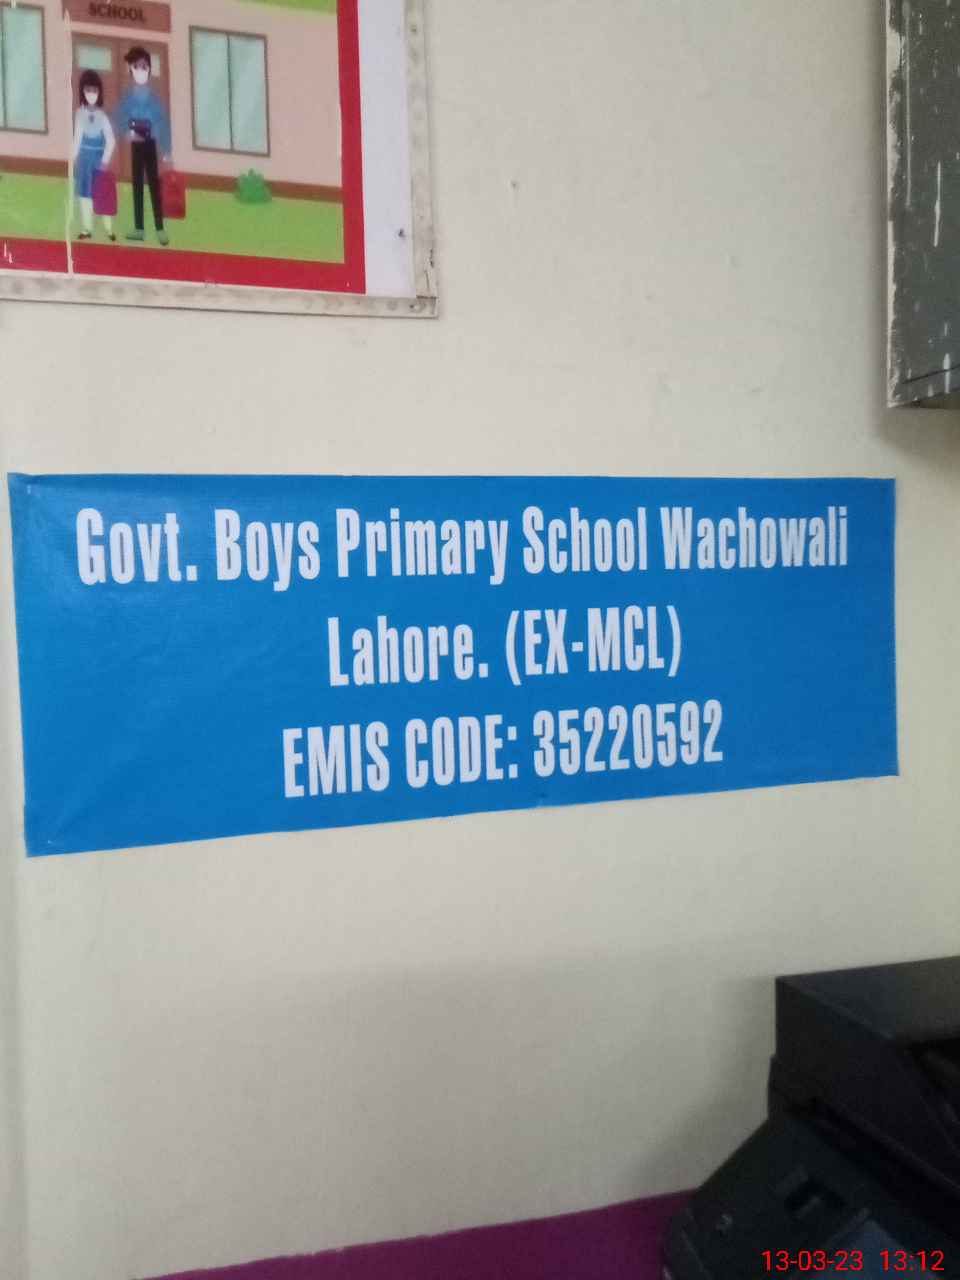 SCHOOL
Govt. Boys Primary School Wachowali
Lahore. (EX-MCL)
EMIS CODE: 35220592
13-03-23 13:12